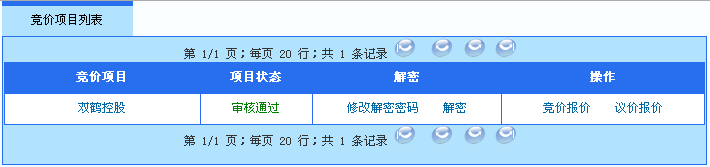 竞价项目列表
第 1/1 页；每页 20 行；共 1 条记录
竞价项目 项目状态 解密 操作
双鹤控股 审核通过 修改解密密码 解密 竞价报价 议价报价
第 1/1 页；每页 20 行；共 1 条记录